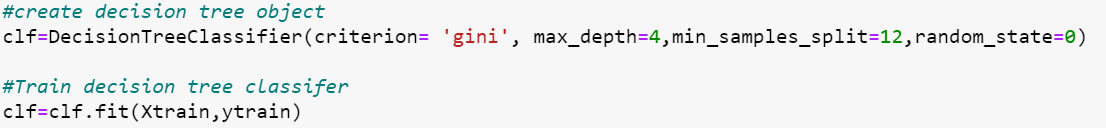 #create decision tree object
clf=DecisionTreeClassifier(criterion= 'gini', max_depth=4,min_samples_split=12,random_state=0)
#Train decision tree classifer
clf=clf.fit(Xtrain,ytrain)